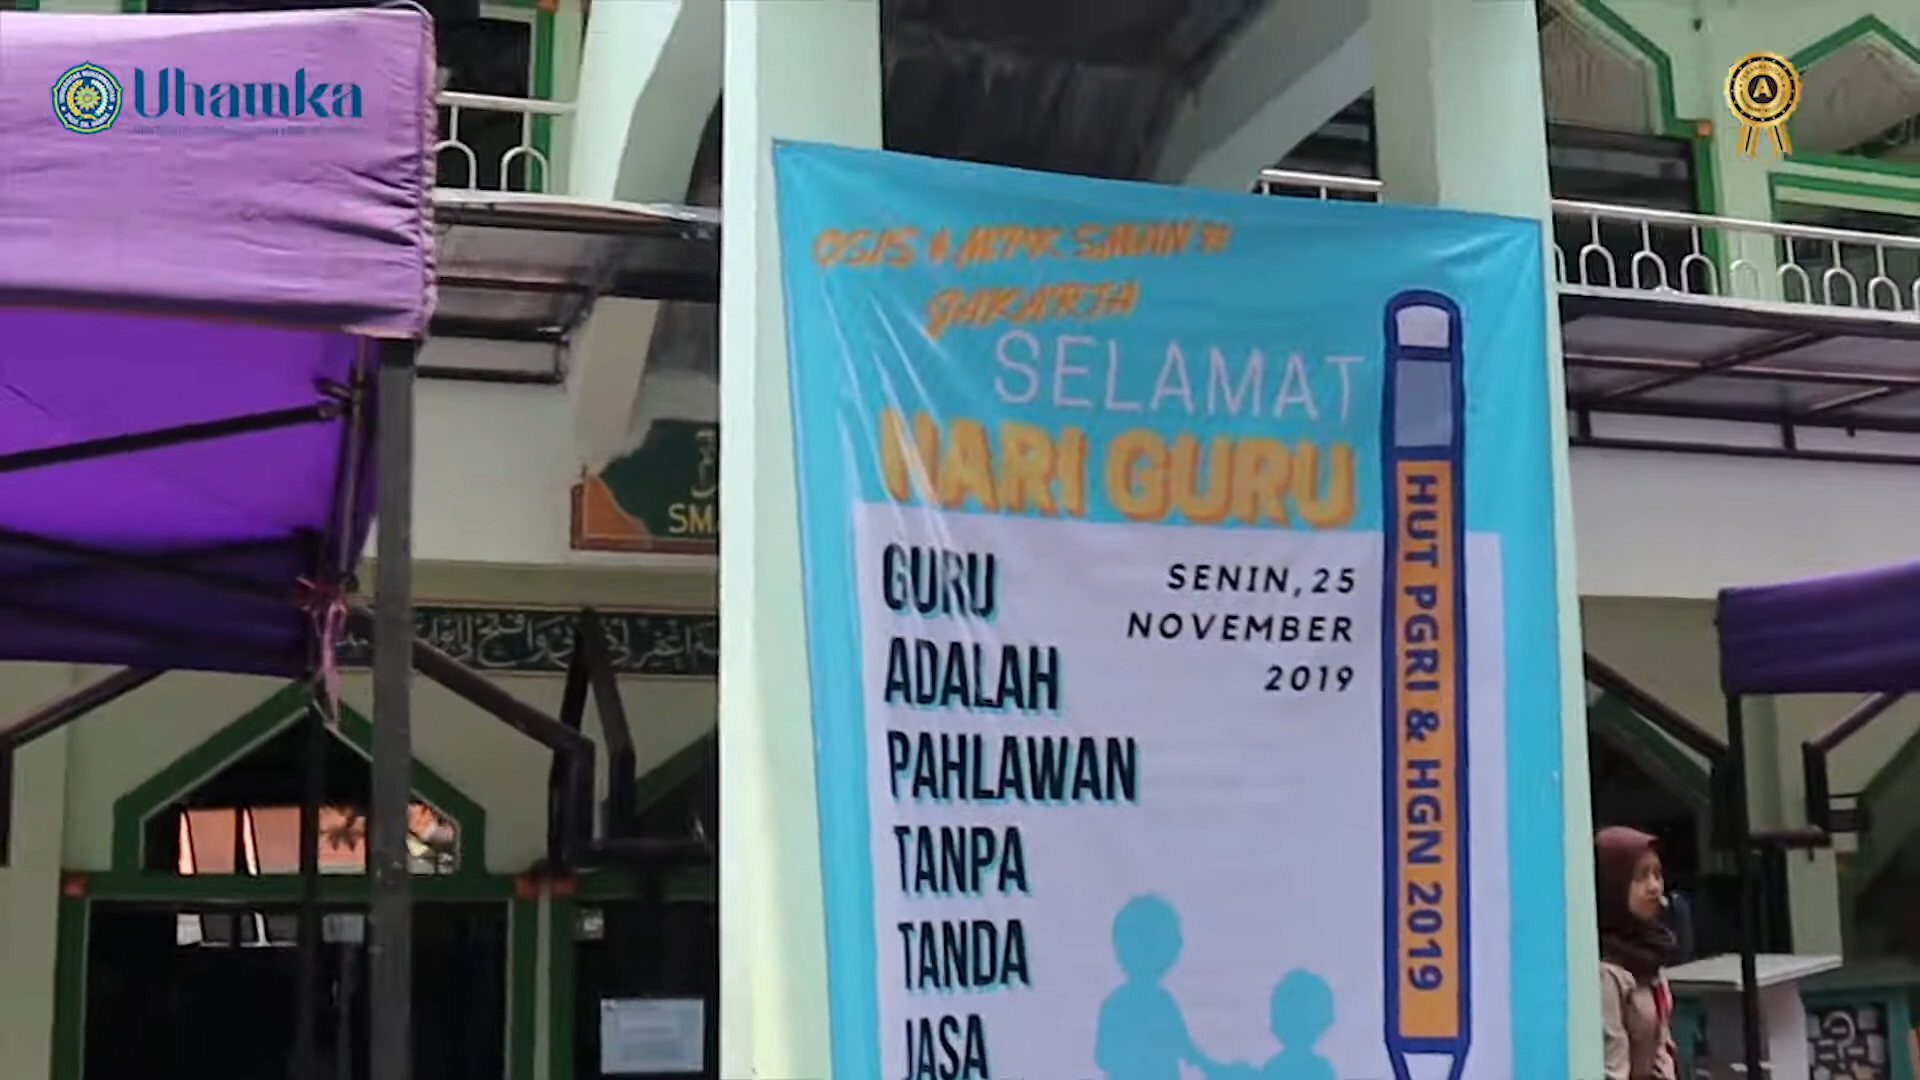 Uhamka
A
OSIS & MPK SMAN 98
JAKARTA
SELAMAT
HARI GURU
GURU
ADALAH
PAHLAWAN
TANPA
TANDA
JASA
SENIN, 25
NOVEMBER
2019
HUT PGRI & HGN 2019